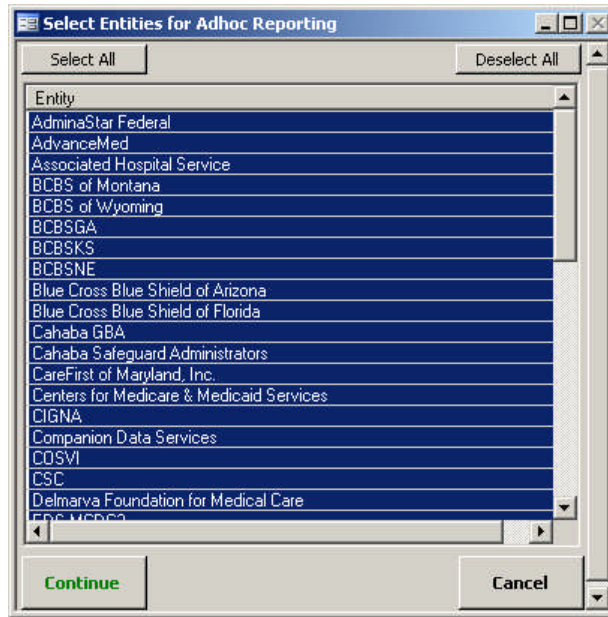 Select Entities for Adhoc Reporting
Select All
Deselect All
Entity
AdminaStar Federal
AdvanceMed
Associated Hospital Service
BCBS of Montana
BCBS of Wyoming
BCBSGA
BCBSKS
BCBSNE
Blue Cross Blue Shield of Arizona
Blue Cross Blue Shield of Florida
Cahaba GBA
Cahaba Safeguard Administrators
CareFirst of Maryland, Inc.
Centers for Medicare & Medicaid Services
CIGNA
Companion Data Services
COSVI
CSC
Delmarva Foundation for Medical Care
Continue
Cancel